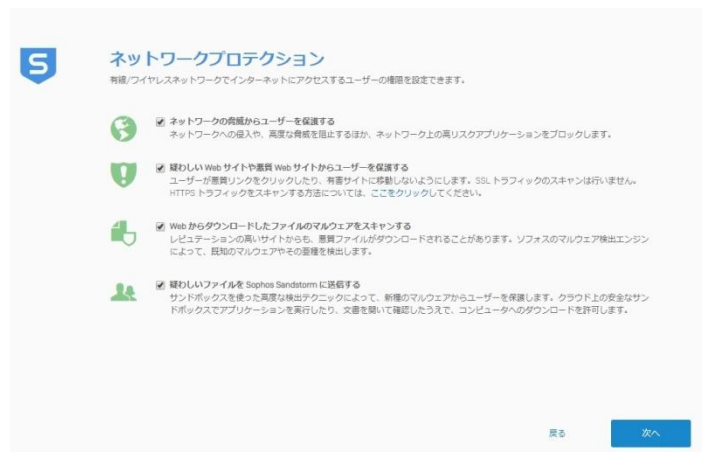 S
ネットワークプロテクション
有線/ワイヤレスネットワークでインターネットにアクセスするユーザーの権限を設定できます。
ネットワークの脅威からユーザーを保護する
ネットワークへの侵入や、高度な脅威を阻止するほか、ネットワーク上の高リスクアプリケーションをブロックします。
疑わしい Web サイトや悪質 Web サイトからユーザーを保護する
ユーザーが悪質リンクをクリックしたり、有害サイトに移動しないようにします。SSL トラフィックのスキャンは行いません。
HTTPS トラフィックをスキャンする方法については、ここをクリックしてください。
Web からダウンロードしたファイルのマルウェアをスキャンする
レピュテーションの高いサイトからも、悪質ファイルがダウンロードされることがあります。ソフォスのマルウェア検出エンジン
によって、既知のマルウェアやその亜種を検出します。
疑わしいファイルを Sophos Sandstorm に送信する
サンドボックスを使った高度な検出テクニックによって、新種のマルウェアからユーザーを保護します。クラウド上の安全なサン
ドボックスでアプリケーションを実行したり、文書を開いて確認したうえで、コンピュータへのダウンロードを許可します。
戻る
次へ